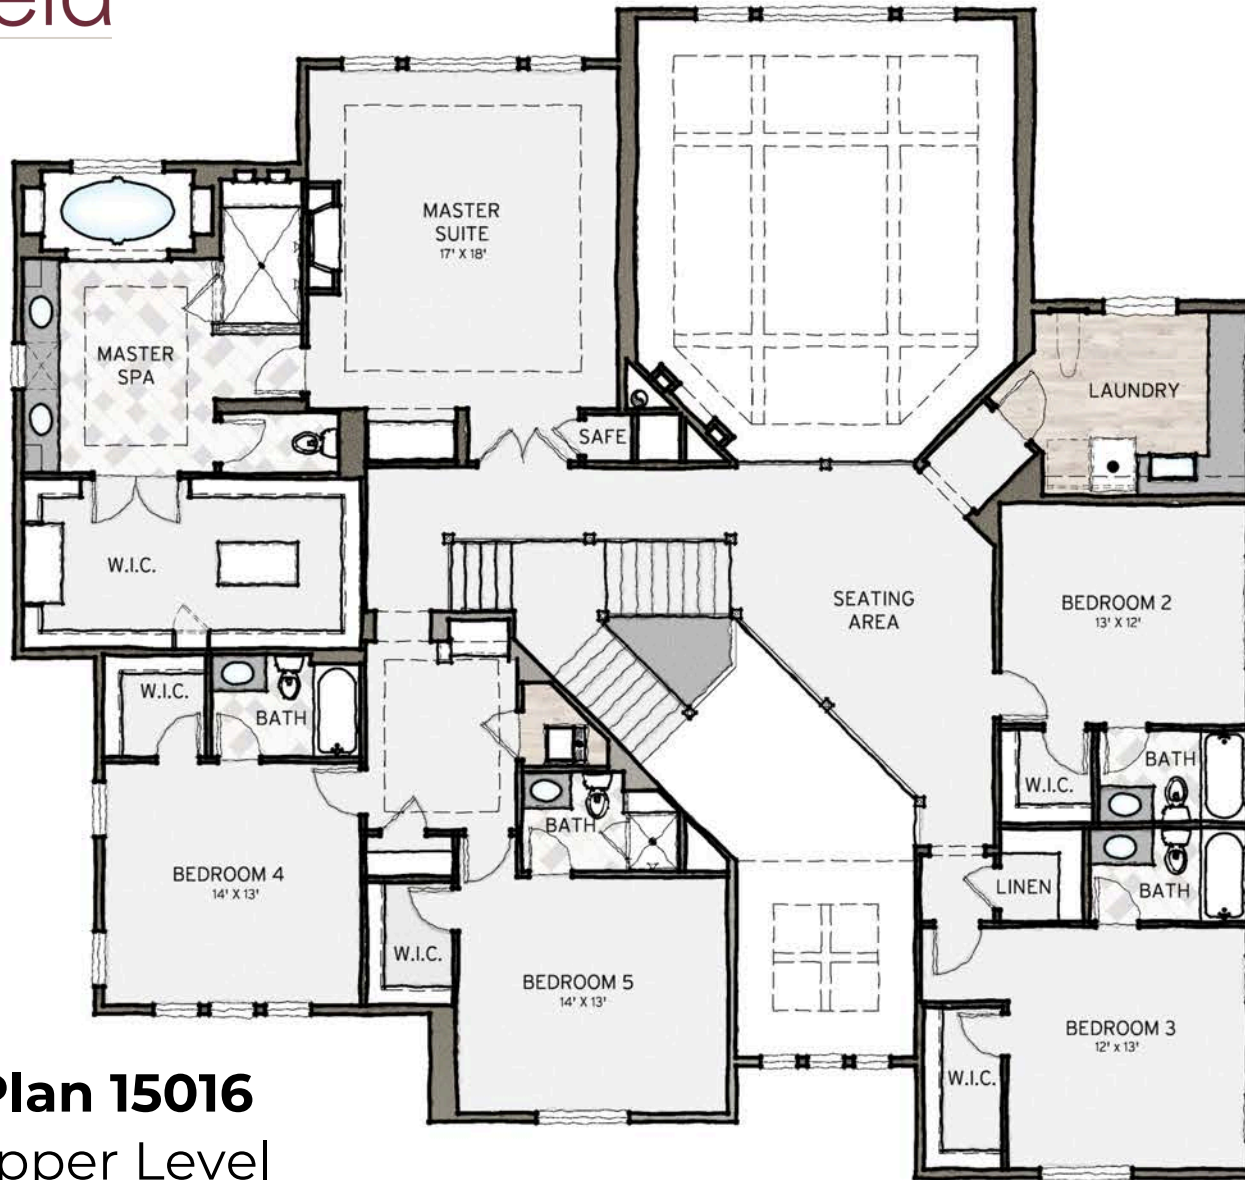 MASTER
SUITE
17' X 18'
MASTER
SPA
LAUNDRY
SAFE
W.I.C.
SEATING
AREA
BEDROOM 2
13' X 12'
W.I.C.
BATH
BATH
W.I.C.
BATH
BEDROOM 4
14' X 13'
LINEN
BATH
W.I.C.
BEDROOM 5
14' X 13'
BEDROOM 3
12' x 13'
W.I.C.
Plan 15016
pper Level